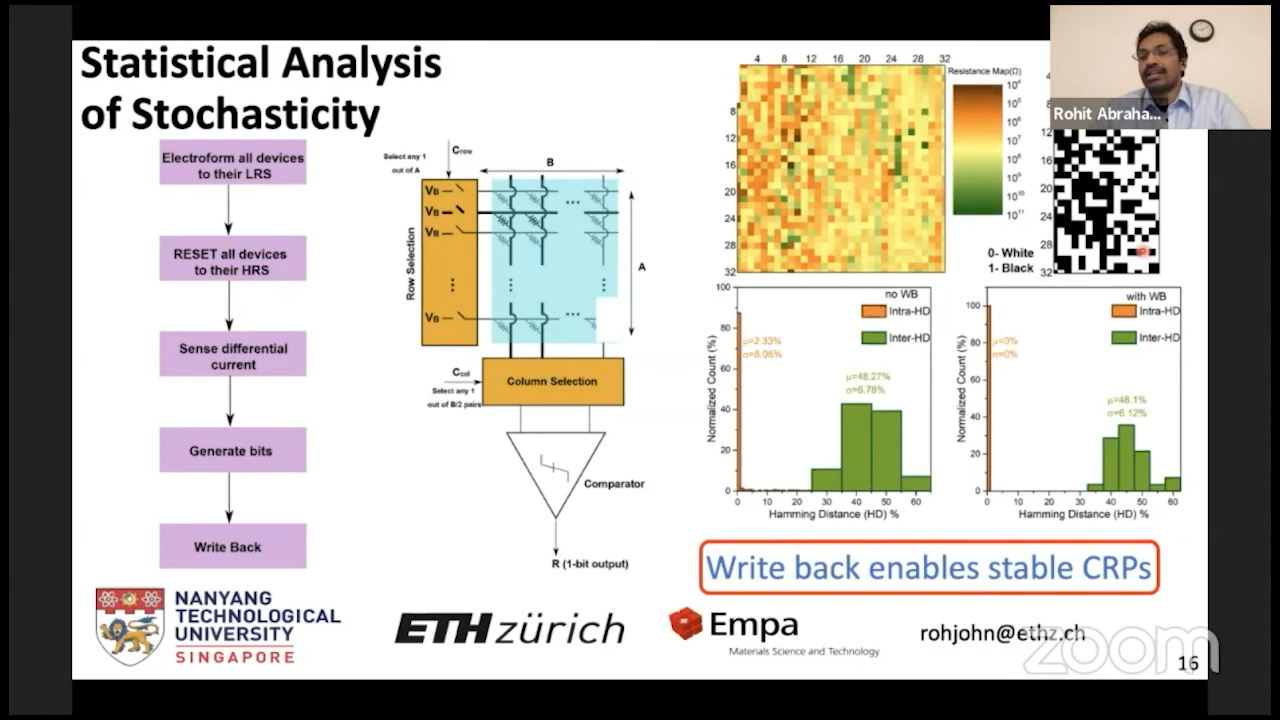 Statistical Analysis
of Stochasticity
Electroform all devices
to their LRS
RESET all devices
to their HRS
Sense differential
current
Generate bits
Write Back
Select any 1
out of A
Crow
B
VB
VB
VB
VB
Row Selection
A
Ccol
Select any 1
out of B/2 pairs
Column Selection
Comparator
R (1-bit output)
4 8 12 16 20 24 28 32
8
12
16
20
24
28
32
Resistance Map(Ω)
10⁴
10⁵
10⁶
10⁷
10⁸
10⁹
10¹⁰
10¹¹
Rohit Abraha...
4
12
16
20
24
28
32
0- White
1- Black
no WB
Intra-HD
Inter-HD
μ=2.33%
σ=8.06%
μ=48.27%
σ=6.78%
Normalized Count (%)
100
80
60
40
20
0
0 10 20 30 40 50 60
Hamming Distance (HD) %
with WB
Intra-HD
Inter-HD
μ=0%
σ=0%
μ=48.1%
σ=6.12%
Normalized Count (%)
100
80
60
40
20
0
0 10 20 30 40 50 60
Hamming Distance (HD) %
Write back enables stable CRPs
NANYANG
TECHNOLOGICAL
UNIVERSITY
SINGAPORE
ETH zürich
Empa
Materials Science and Technology
rohjohn@ethz.ch
zoom
16